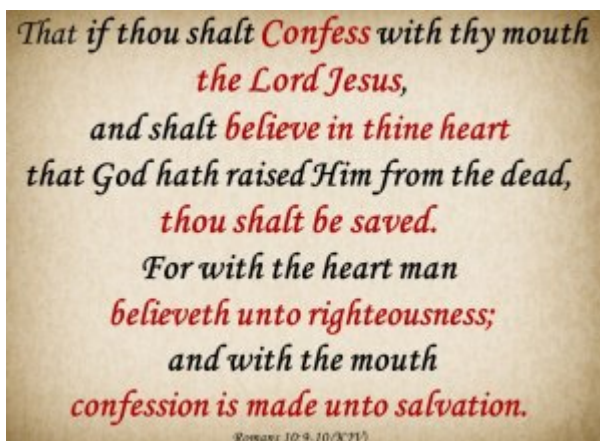 That if thou shalt Confess with thy mouth
the Lord Jesus,
and shalt believe in thine heart
that God hath raised Him from the dead,
thou shalt be saved.
For with the heart man
believeth unto righteousness;
and with the mouth
confession is made unto salvation.
Romans 10:9-10(KJV)